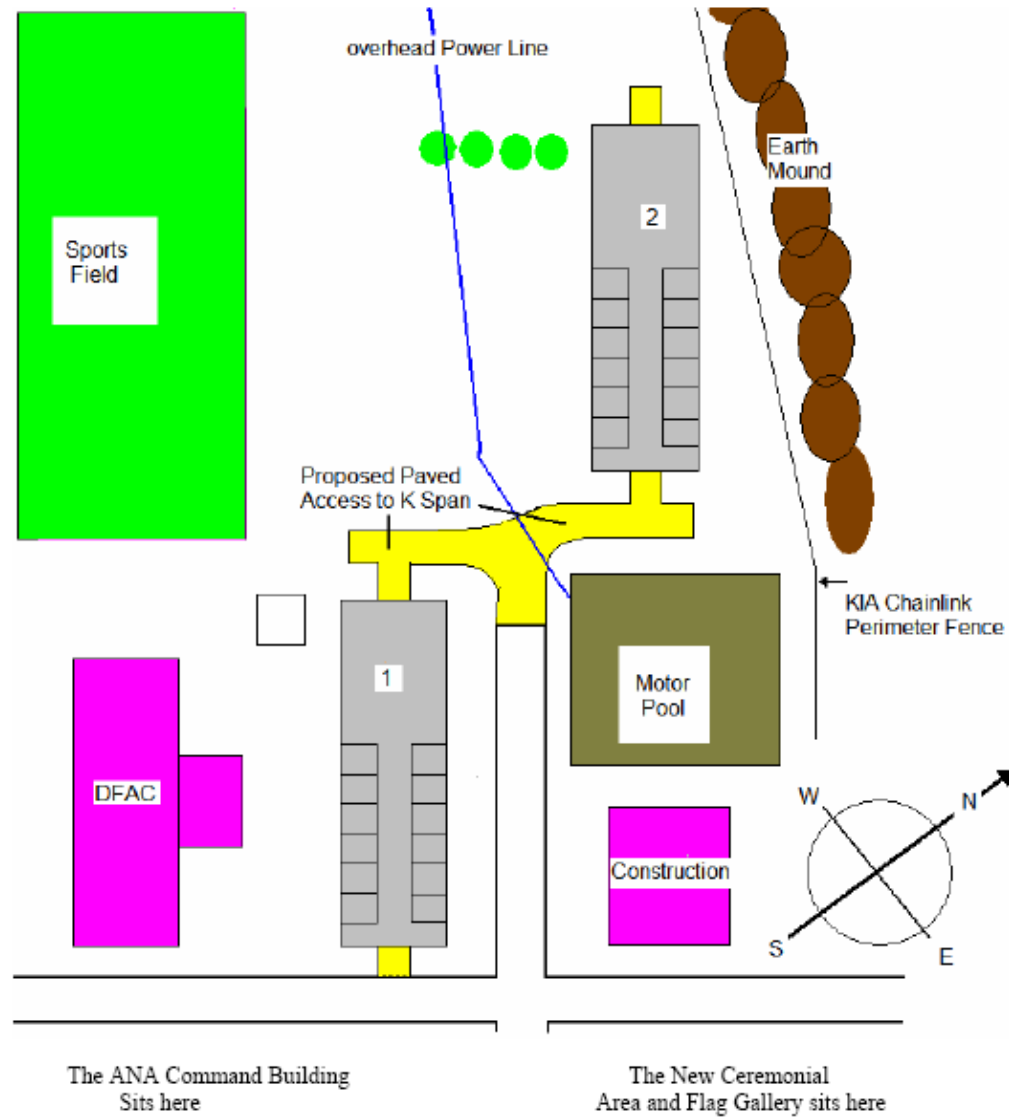 overhead Power Line
Earth
Mound
2
Sports
Field
Proposed Paved
Access to K Span
KIA Chainlink
Perimeter Fence
1
Motor
Pool
DFAC
W
N
Construction
S
E
The ANA Command Building
Sits here
The New Ceremonial
Area and Flag Gallery sits here